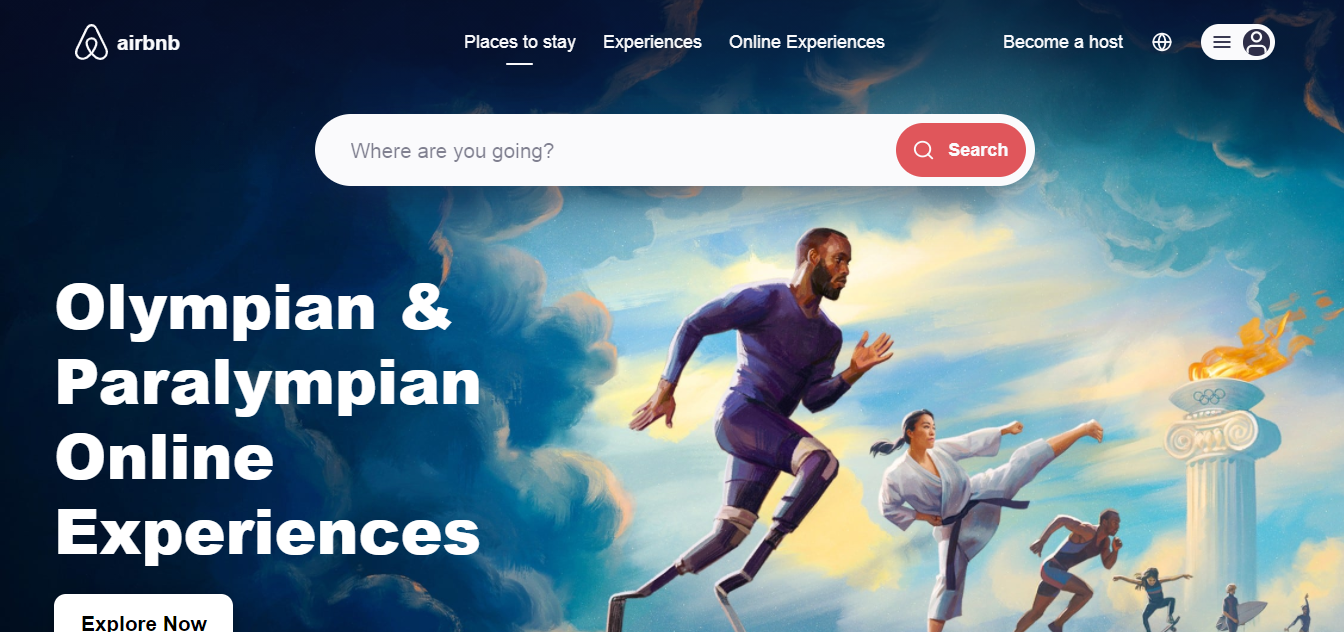 airbnb
Places to stay
Experiences
Online Experiences
Become a host
Where are you going?
Search
Olympian &
Paralympian
Online
Experiences
Explore Now